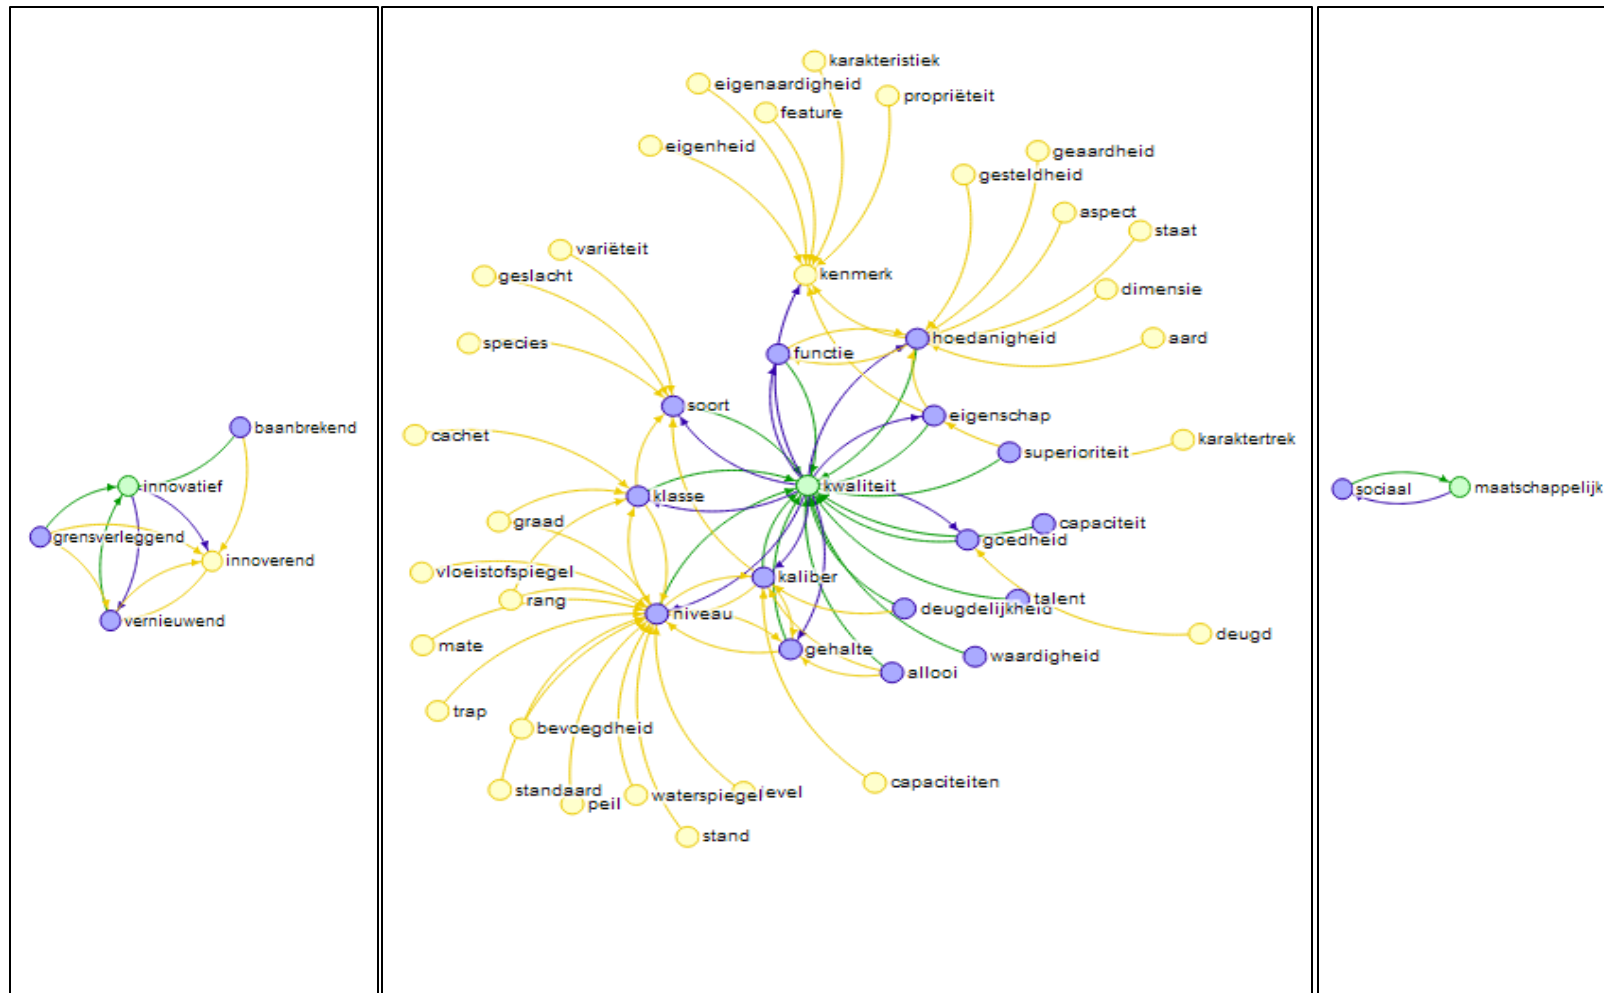 baanbrekend
innovatief
grensverleggend
innoverend
vernieuwend
karakteristiek
eigenaardigheid
propriëteit
feature
eigenheid
geaardheid
gesteldheid
aspect
staat
variëteit
geslacht
kenmerk
dimensie
species
functie
hoedanigheid
aard
soort
eigenschap
cachet
superioriteit
karaktertrek
kwaliteit
klasse
graad
capaciteit
goedheid
vloeistofspiegel
kaliber
rang
niveau
deugdelijkheid
talent
deugd
mate
gehalte
waardigheid
allooi
trap
bevoegdheid
standaard
peil
waterspiegel
level
capaciteiten
stand
sociaal
maatschappelijk